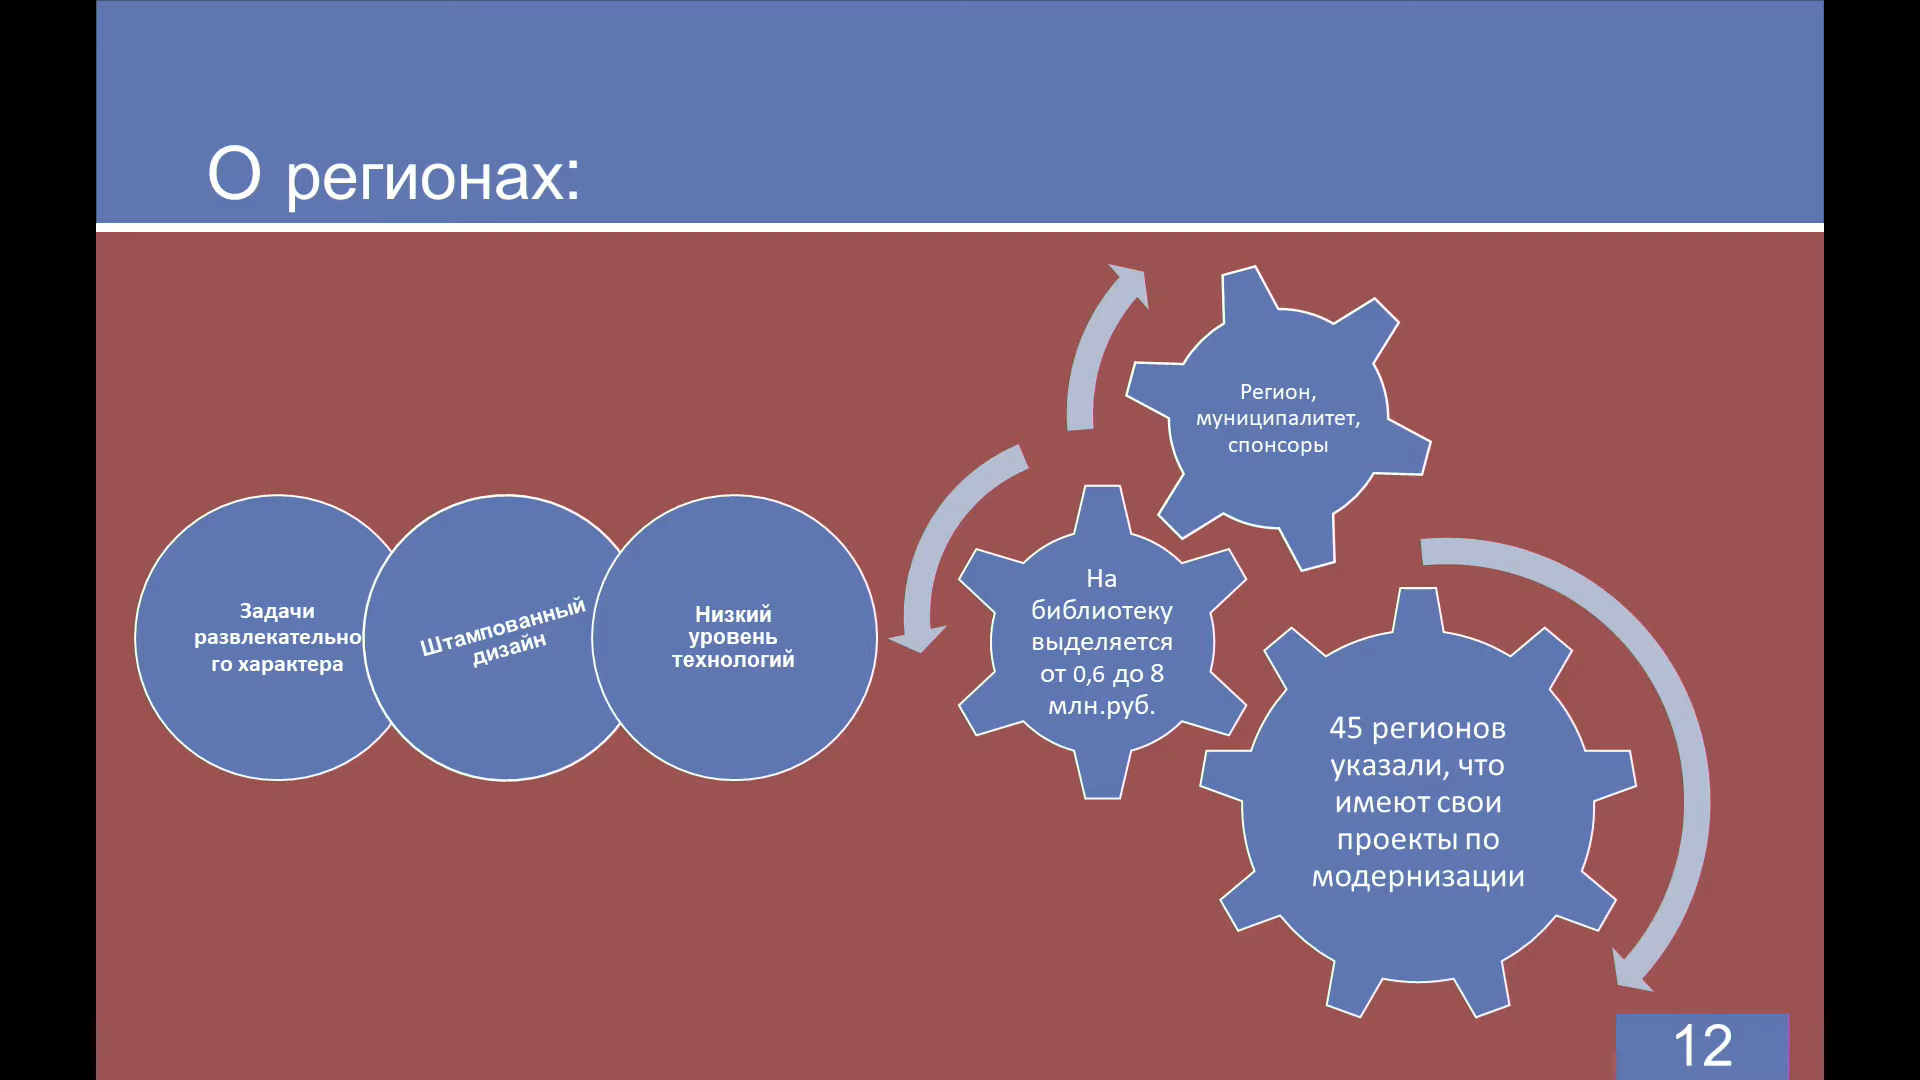 О регионах:
Задачи
развлекательно
го характера
Штампованный
дизайн
Низкий
уровень
технологий
Регион,
муниципалитет,
спонсоры
На
библиотеку
выделяется
от 0,6 до 8
млн.руб.
45 регионов
указали, что
имеют свои
проекты по
модернизации
12